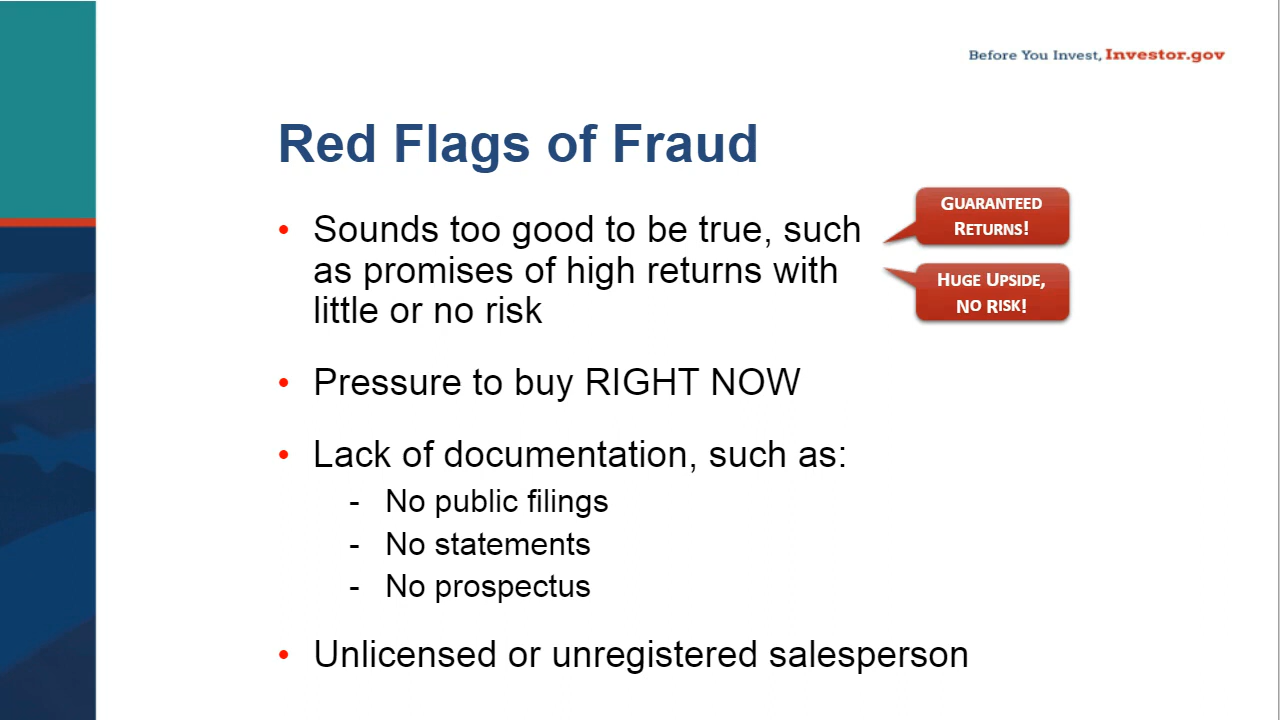 Before You Invest, Investor.gov
Red Flags of Fraud
• Sounds too good to be true, such
as promises of high returns with
little or no risk
GUARANTEED
RETURNS!
HUGE UPSIDE,
NO RISK!
• Pressure to buy RIGHT NOW
• Lack of documentation, such as:
- No public filings
- No statements
- No prospectus
• Unlicensed or unregistered salesperson